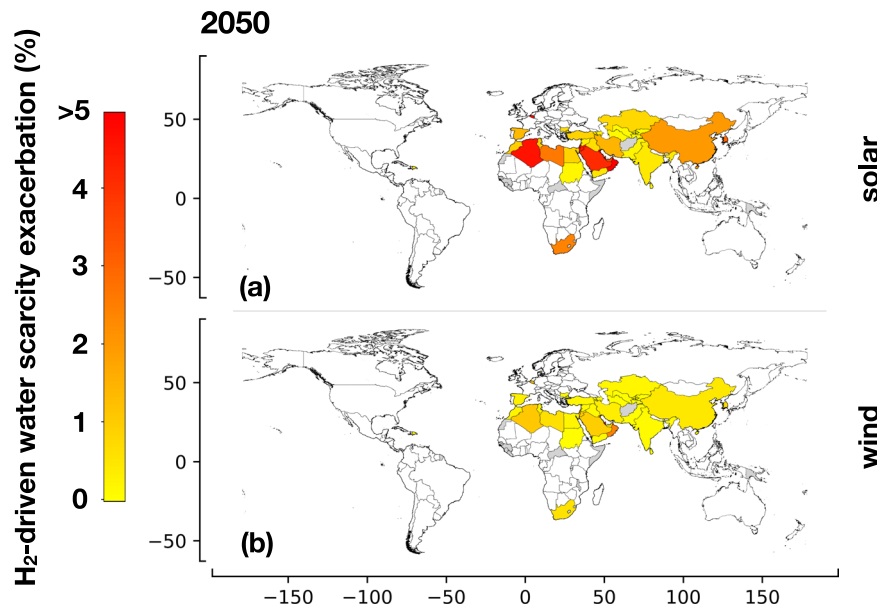 2050
H₂-driven water scarcity exacerbation (%)
>5
4
3
2
1
0
50
0
−50
(a)
solar
50
0
−50
(b)
wind
−150 −100 −50 0 50 100 150